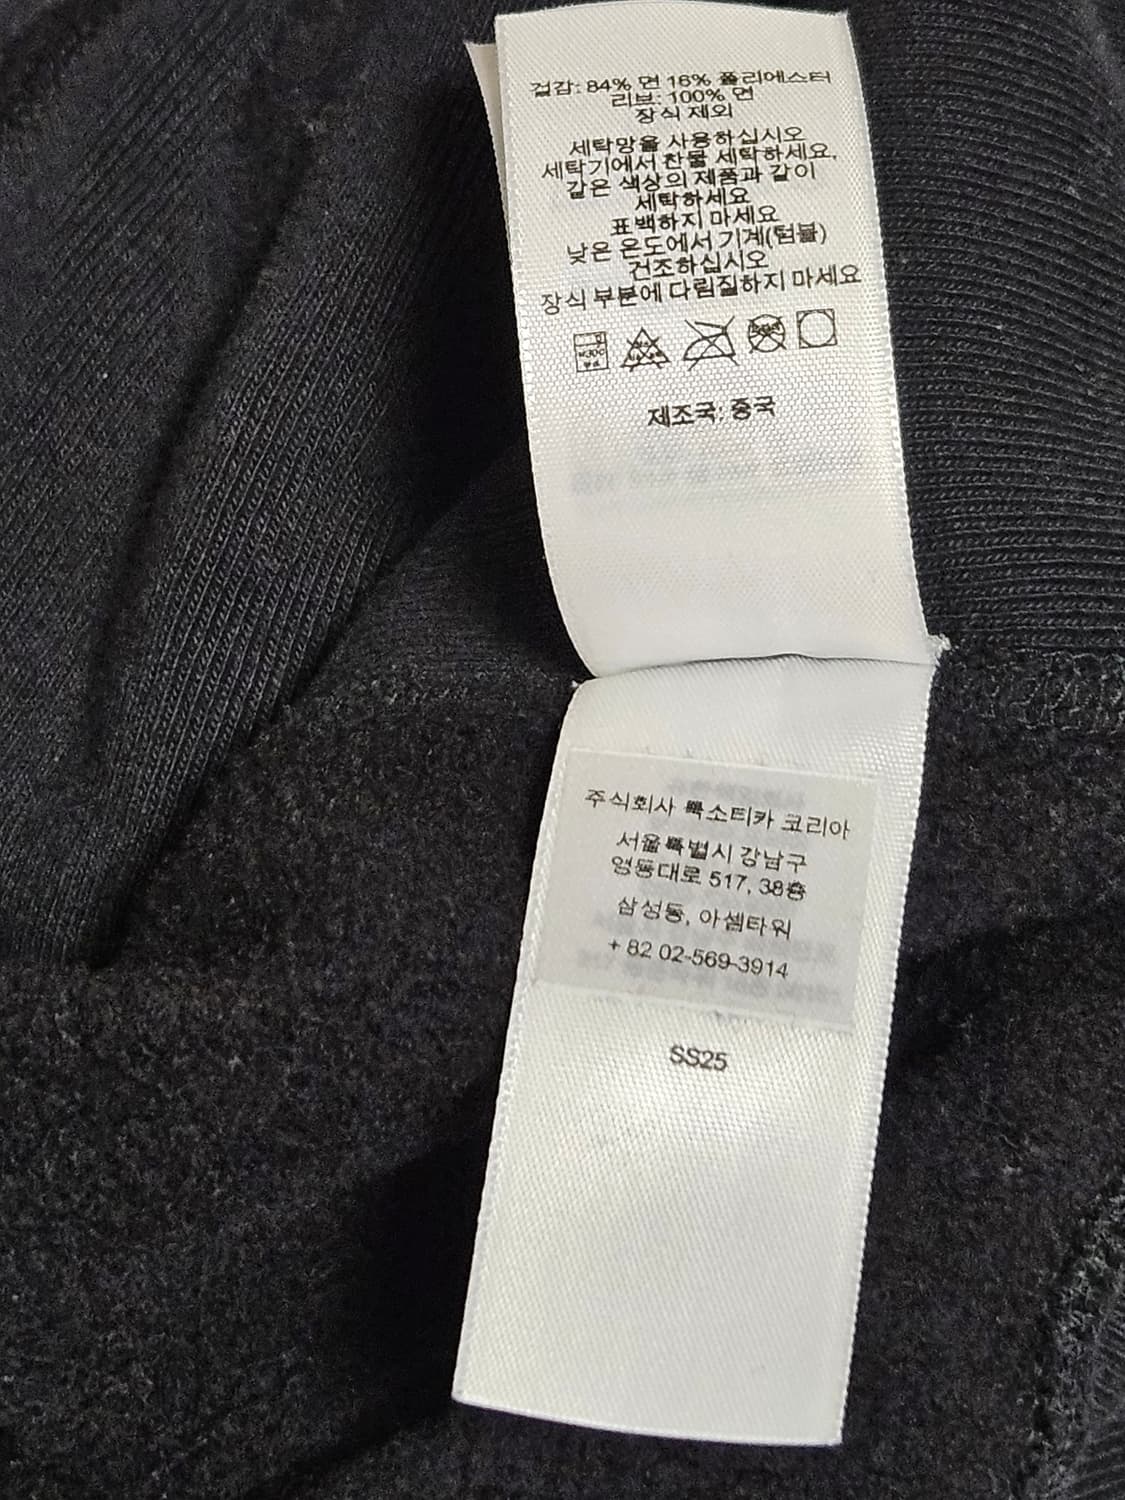 겉감: 84% 면 16% 폴리에스터
리브: 100% 면
장식 제외
세탁망을 사용하십시오
세탁기에서 찬물 세탁하세요,
같은 색상의 제품과 같이
세탁하세요
표백하지 마세요
낮은 온도에서 기계(텀블)
건조하십시오
장식 부분에 다림질하지 마세요
제조국: 중국
주식회사 룩소티카 코리아
서울특별시 강남구
영동대로 517, 38층
삼성동, 아셈타워
+ 82 02-569-3914
SS25